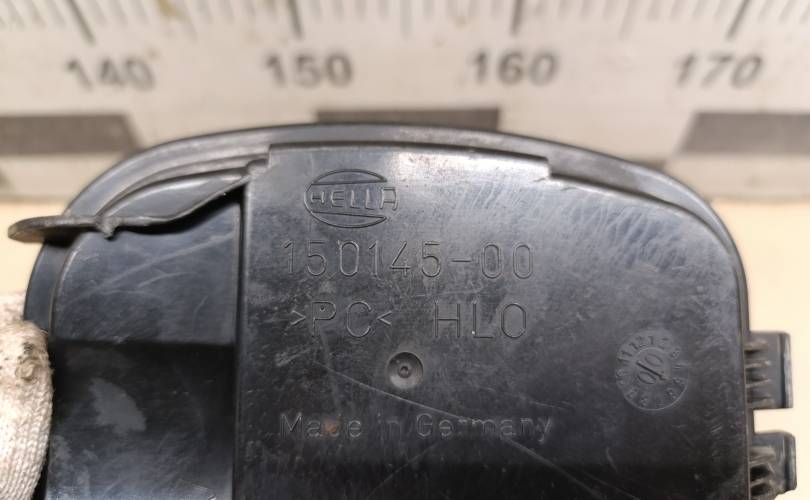 140 150 160 170
HELLA
150145-00
>PC< HLO
Made in Germany